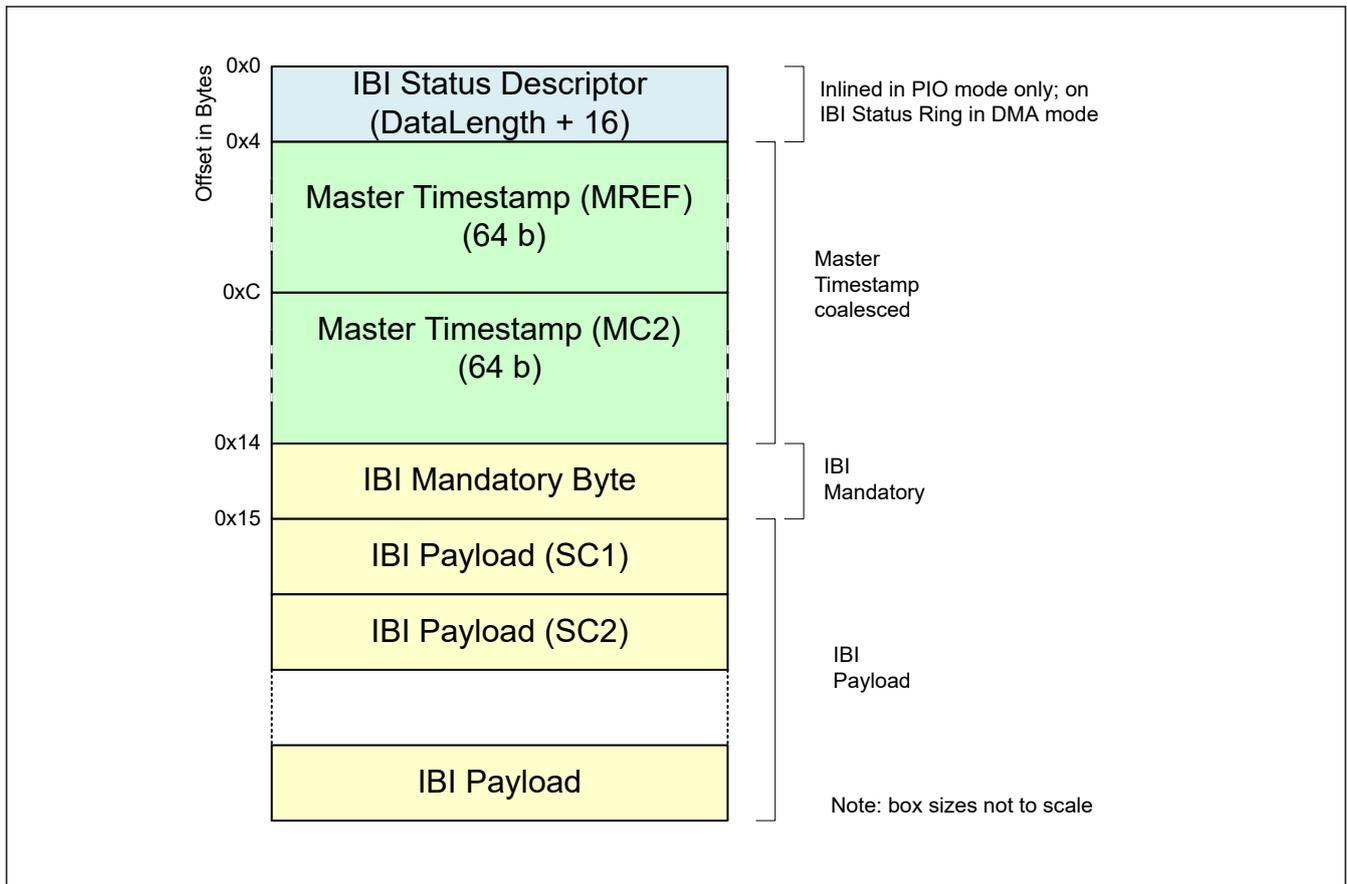 Offset in Bytes
0x0
IBI Status Descriptor
(DataLength + 16)
Inlined in PIO mode only; on
IBI Status Ring in DMA mode
0x4
Master Timestamp (MREF)
(64 b)
Master
Timestamp
coalesced
0xC
Master Timestamp (MC2)
(64 b)
0x14
IBI Mandatory Byte
IBI
Mandatory
0x15
IBI Payload (SC1)
IBI Payload (SC2)
IBI
Payload
IBI Payload
Note: box sizes not to scale